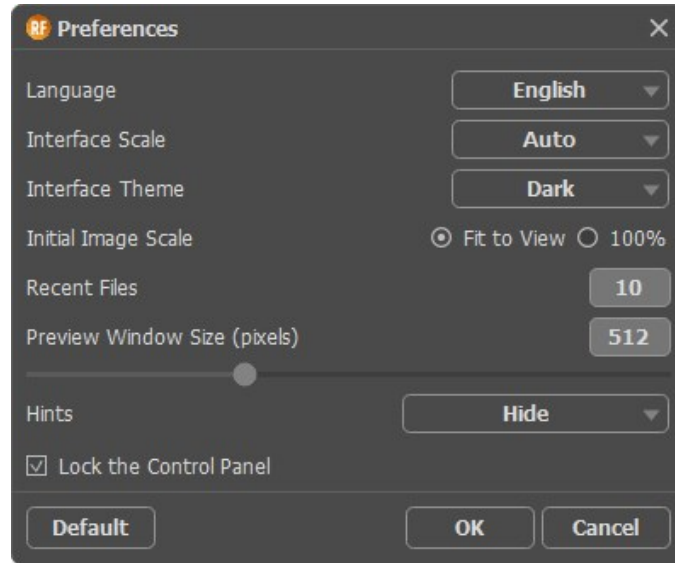 RF Preferences
Language English
Interface Scale Auto
Interface Theme Dark
Initial Image Scale Fit to View 100%
Recent Files 10
Preview Window Size (pixels) 512
Hints Hide
Lock the Control Panel
Default OK Cancel